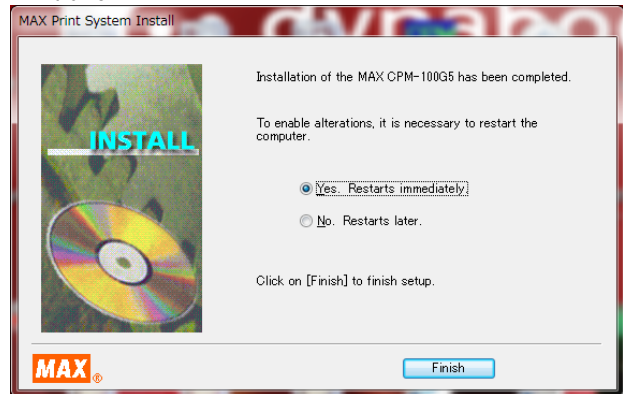 MAX Print System Install
Installation of the MAX CPM-100G5 has been completed.
To enable alterations, it is necessary to restart the
computer.
INSTALL
Yes. Restarts immediately.
No. Restarts later.
Click on [Finish] to finish setup.
MAX®
Finish